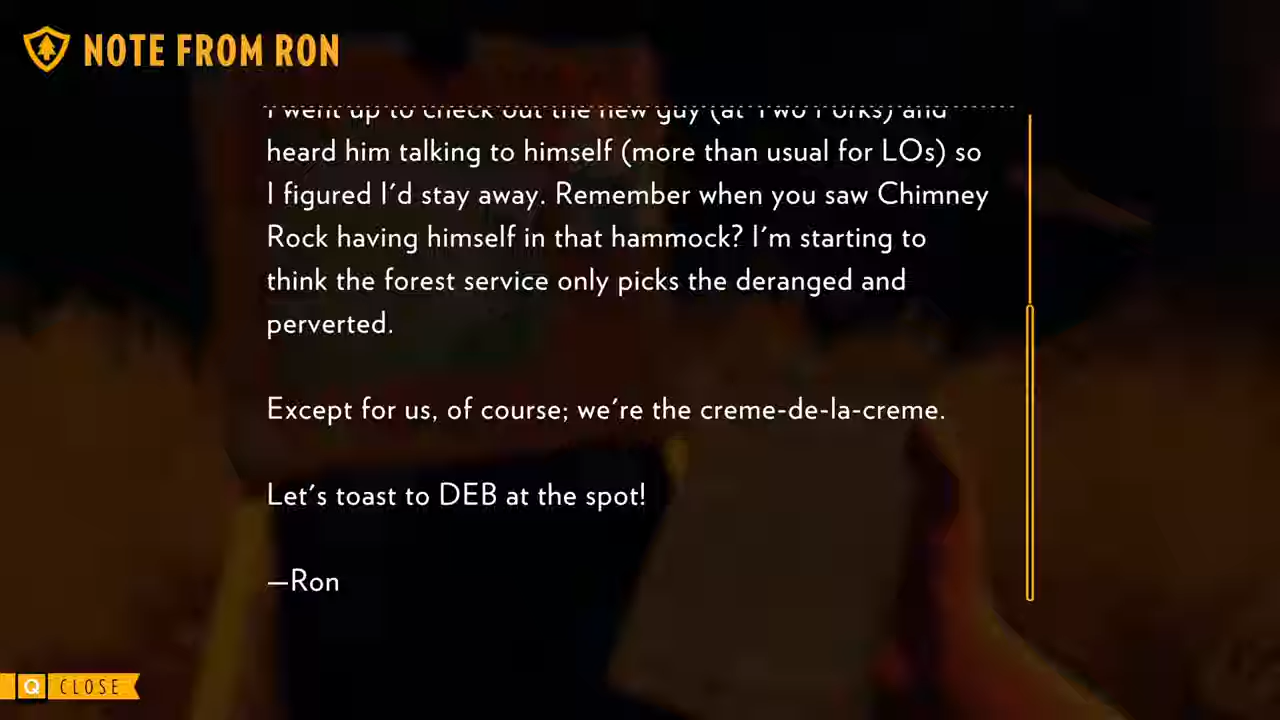 NOTE FROM RON
I went up to check out the new guy (at Two Forks) and
heard him talking to himself (more than usual for LOs) so
I figured I'd stay away. Remember when you saw Chimney
Rock having himself in that hammock? I'm starting to
think the forest service only picks the deranged and
perverted.
Except for us, of course; we're the creme-de-la-creme.
Let's toast to DEB at the spot!
—Ron
Q CLOSE